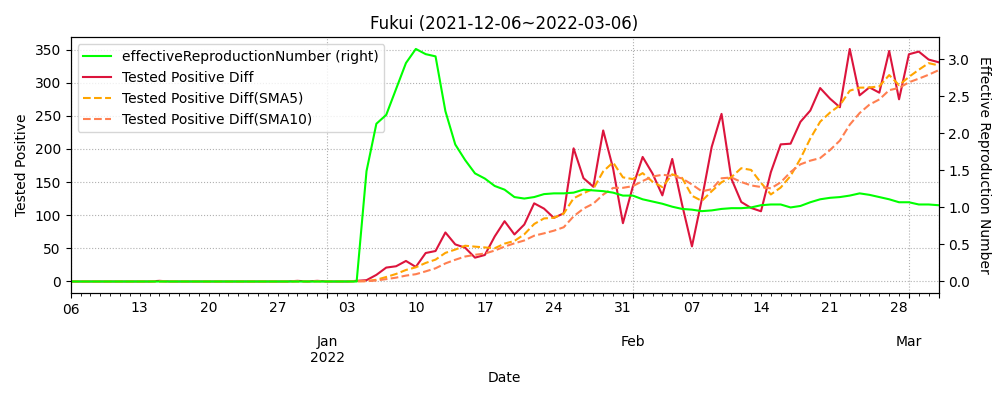 Fukui (2021-12-06~2022-03-06)
effectiveReproductionNumber (right)
Tested Positive Diff
Tested Positive Diff(SMA5)
Tested Positive Diff(SMA10)
Tested Positive
350
300
250
200
150
100
50
0
3.0
2.5
2.0
1.5
1.0
0.5
0.0
Effective Reproduction Number
06 13 20 27 03 10 17 24 31 07 14 21 28
Jan Feb Mar
2022
Date